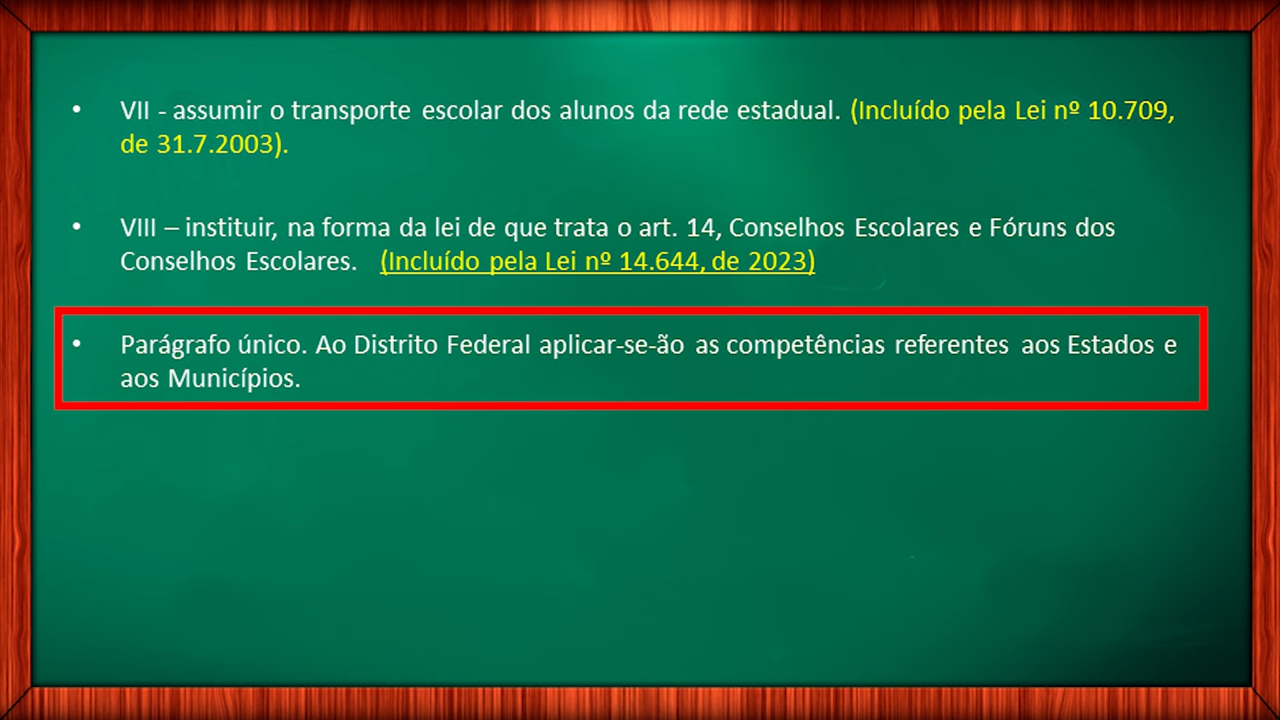 • VII - assumir o transporte escolar dos alunos da rede estadual. (Incluído pela Lei nº 10.709,
de 31.7.2003).
• VIII – instituir, na forma da lei de que trata o art. 14, Conselhos Escolares e Fóruns dos
Conselhos Escolares. (Incluído pela Lei nº 14.644, de 2023)
• Parágrafo único. Ao Distrito Federal aplicar-se-ão as competências referentes aos Estados e
aos Municípios.